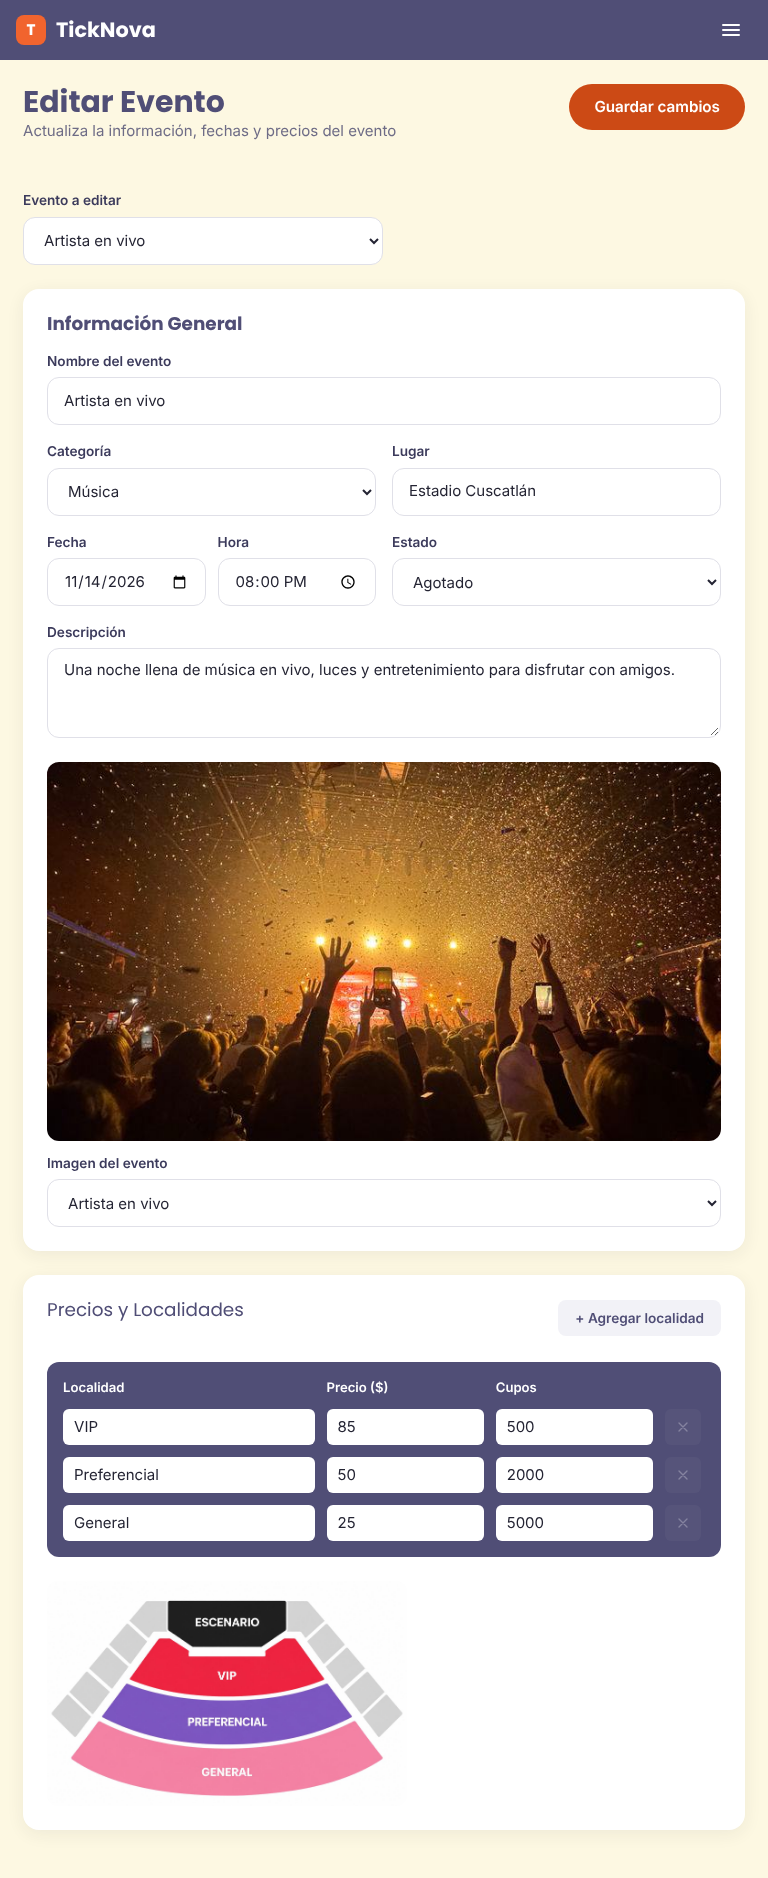 T TickNova
Editar Evento
Guardar cambios
Actualiza la información, fechas y precios del evento
Evento a editar
Artista en vivo
Información General
Nombre del evento
Artista en vivo
Categoría Lugar
Música Estadio Cuscatlán
Fecha Hora Estado
11/14/2026 08:00 PM Agotado
Descripción
Una noche llena de música en vivo, luces y entretenimiento para disfrutar con amigos.
Imagen del evento
Artista en vivo
Precios y Localidades
+ Agregar localidad
Localidad Precio ($) Cupos
VIP 85 500 ×
Preferencial 50 2000 ×
General 25 5000 ×
ESCENARIO
VIP
PREFERENCIAL
GENERAL